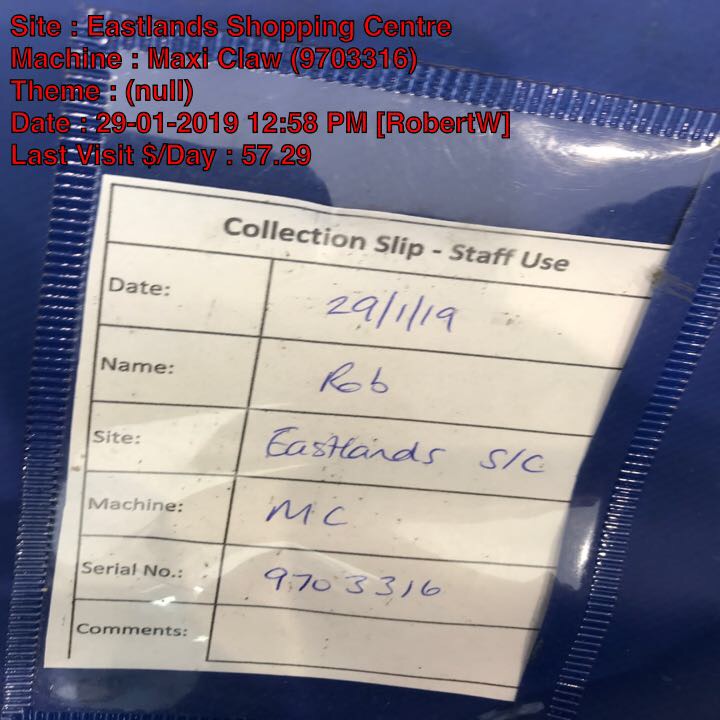 Site : Eastlands Shopping Centre
Machine : Maxi Claw (9703316)
Theme : (null)
Date : 29-01-2019 12:58 PM [RobertW]
Last Visit $/Day : 57.29
Collection Slip - Staff Use
Date: 29/1/19
Name: Rob
Site: Eastlands S/C
Machine: MC
Serial No.: 9703316
Comments: